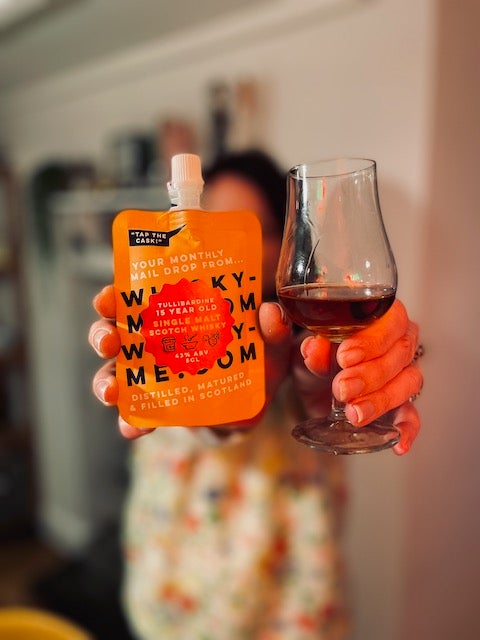 "TAP THE
CASK!"
YOUR MONTHLY
MAIL DROP FROM...
WHISKY-
ME.COM
WHISKY-
ME.COM
TULLIBARDINE
15 YEAR OLD
SINGLE MALT
SCOTCH WHISKY
43% ABV
5CL
DISTILLED, MATURED
& FILLED IN SCOTLAND